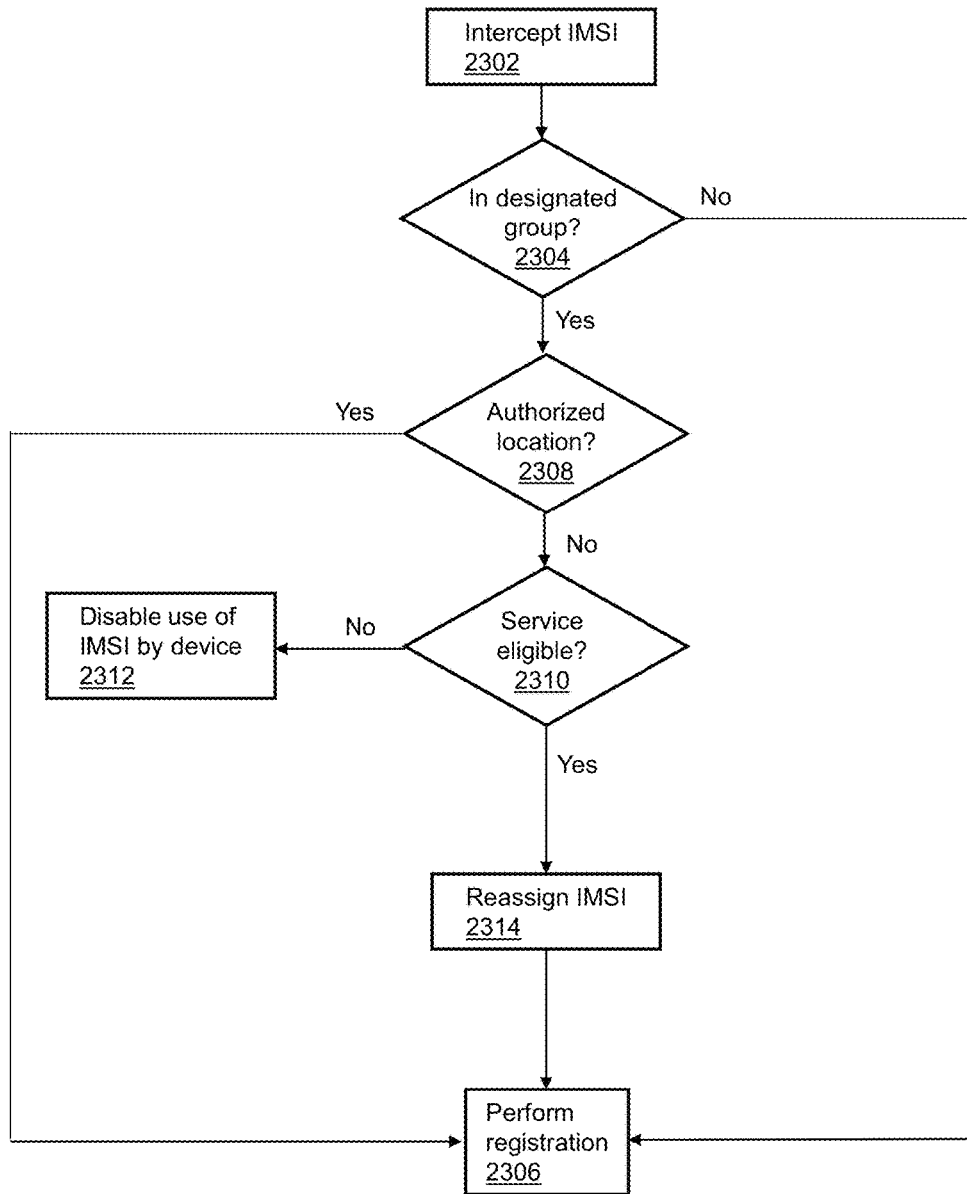 Intercept IMSI
2302
In designated
group?
2304
No
Yes
Authorized
location?
2308
Yes
No
Service
eligible?
2310
No
Disable use of
IMSI by device
2312
Yes
Reassign IMSI
2314
Perform
registration
2306